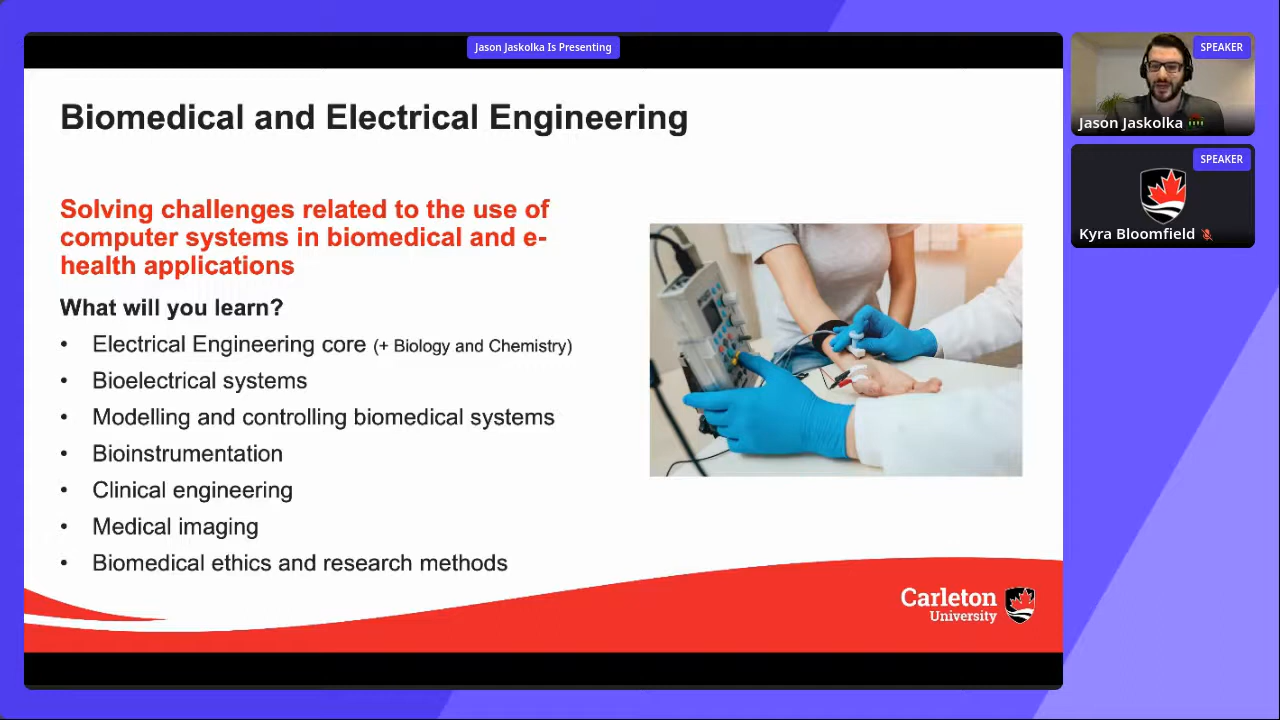 Jason Jaskolka Is Presenting
Biomedical and Electrical Engineering
Solving challenges related to the use of
computer systems in biomedical and e-
health applications
What will you learn?
• Electrical Engineering core (+ Biology and Chemistry)
• Bioelectrical systems
• Modelling and controlling biomedical systems
• Bioinstrumentation
• Clinical engineering
• Medical imaging
• Biomedical ethics and research methods
Carleton
University
SPEAKER
Jason Jaskolka
SPEAKER
Kyra Bloomfield